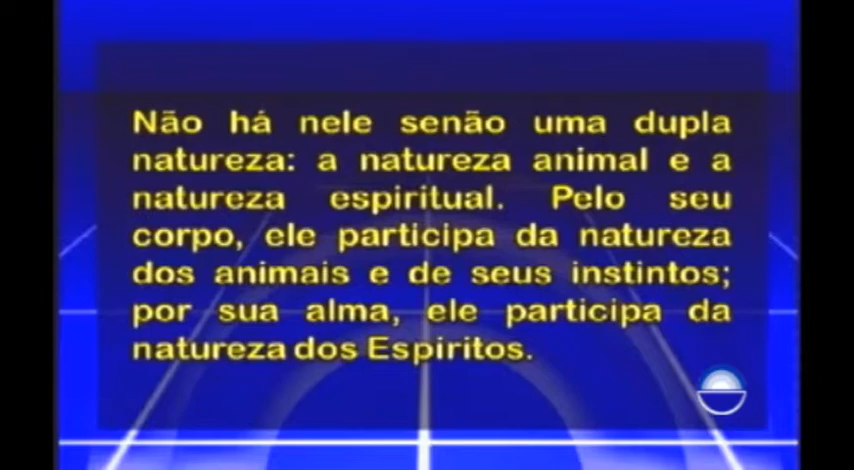 Não há nele senão uma dupla
natureza: a natureza animal e a
natureza espiritual. Pelo seu
corpo, ele participa da natureza
dos animais e de seus instintos;
por sua alma, ele participa da
natureza dos Espíritos.